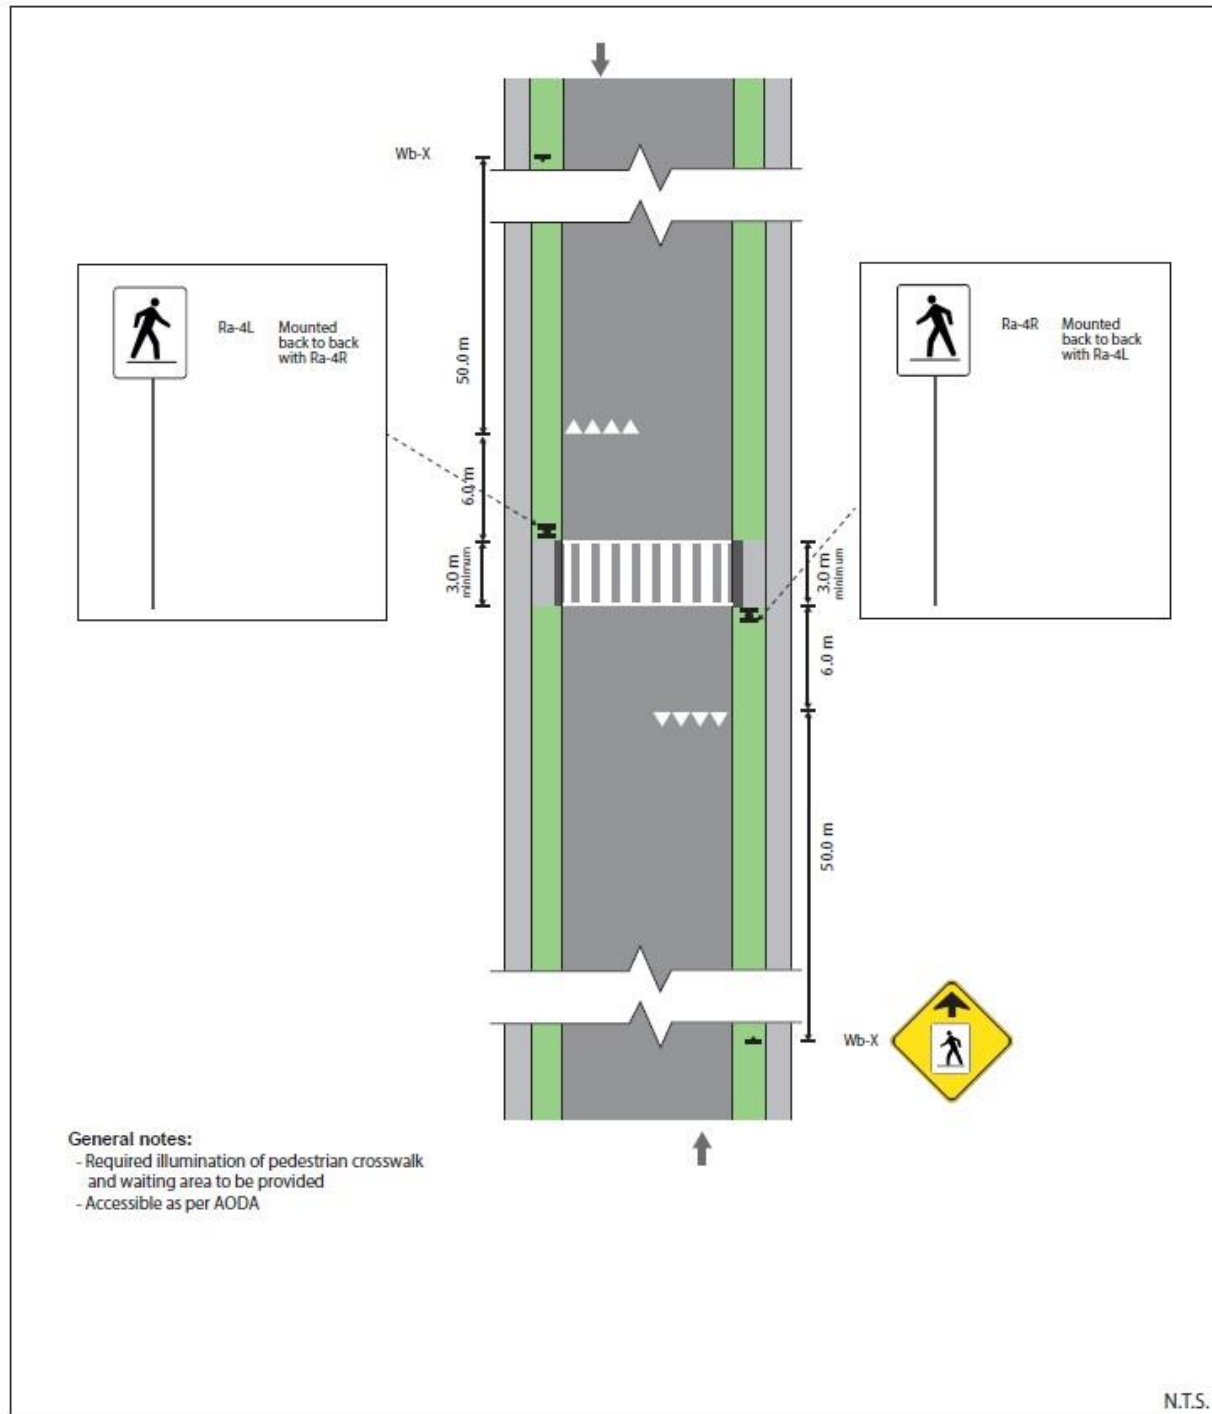 Wb-X
50.0 m
Ra-4L Mounted
back to back
with Ra-4R
Ra-4R Mounted
back to back
with Ra-4L
6.0 m
3.0 m
minimum
3.0 m
minimum
6.0 m
50.0 m
Wb-X
General notes:
- Required illumination of pedestrian crosswalk
and waiting area to be provided
- Accessible as per AODA
N.T.S.